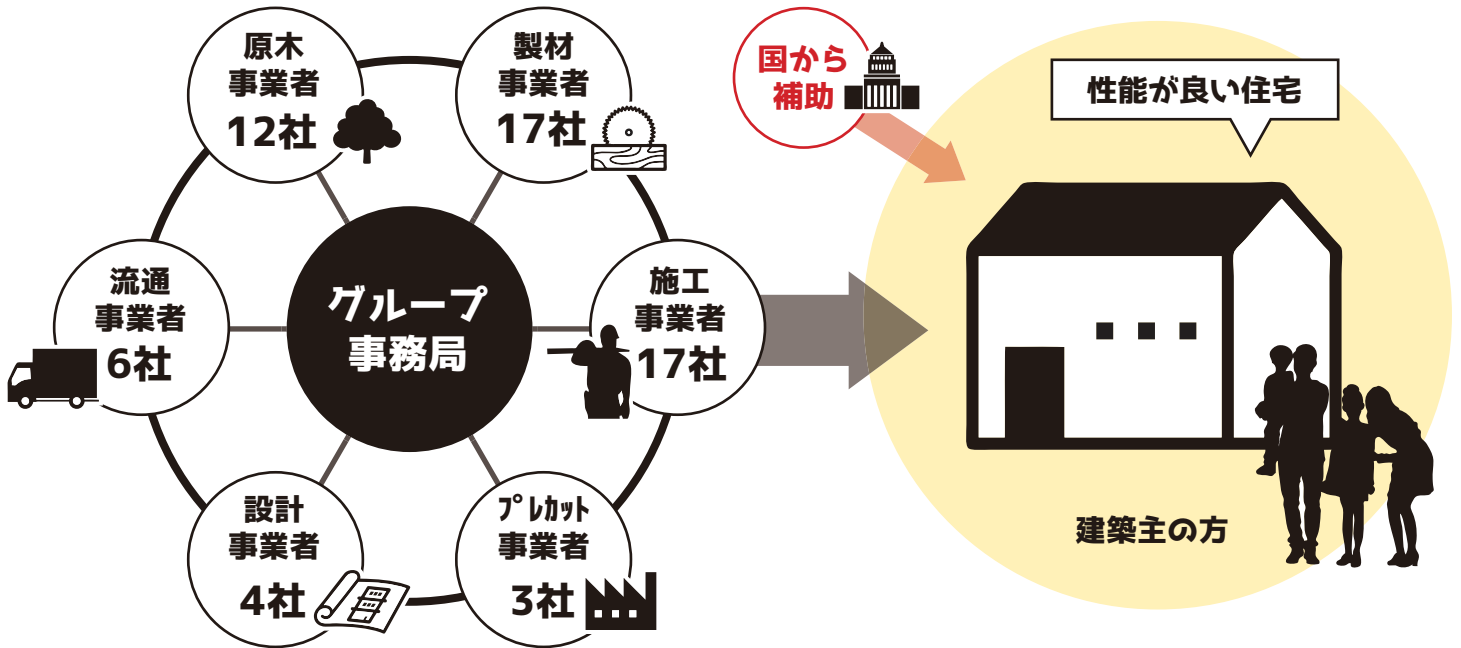 原木
事業者
12社
製材
事業者
17社
流通
事業者
6社
グループ
事務局
施工
事業者
17社
設計
事業者
4社
プレカット
事業者
3社
国から
補助
性能が良い住宅
建築主の方